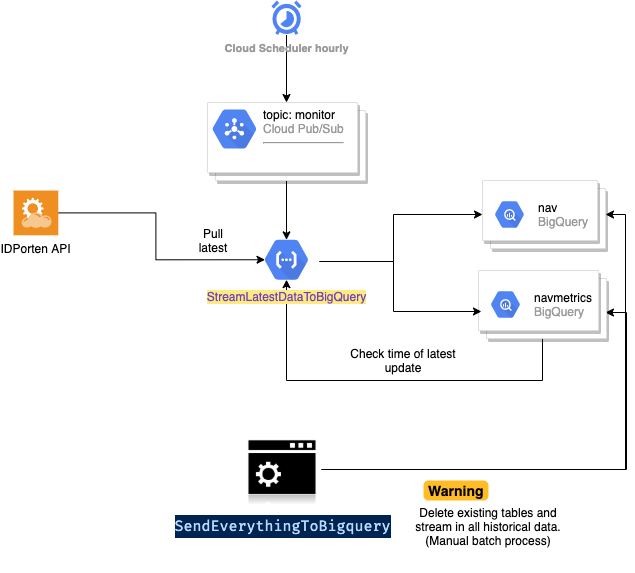 Cloud Scheduler hourly
topic: monitor
Cloud Pub/Sub
IDPorten API
Pull
latest
StreamLatestDataToBigQuery
nav
BigQuery
navmetrics
BigQuery
Check time of latest
update
SendEverythingToBigquery
Warning
Delete existing tables and
stream in all historical data.
(Manual batch process)